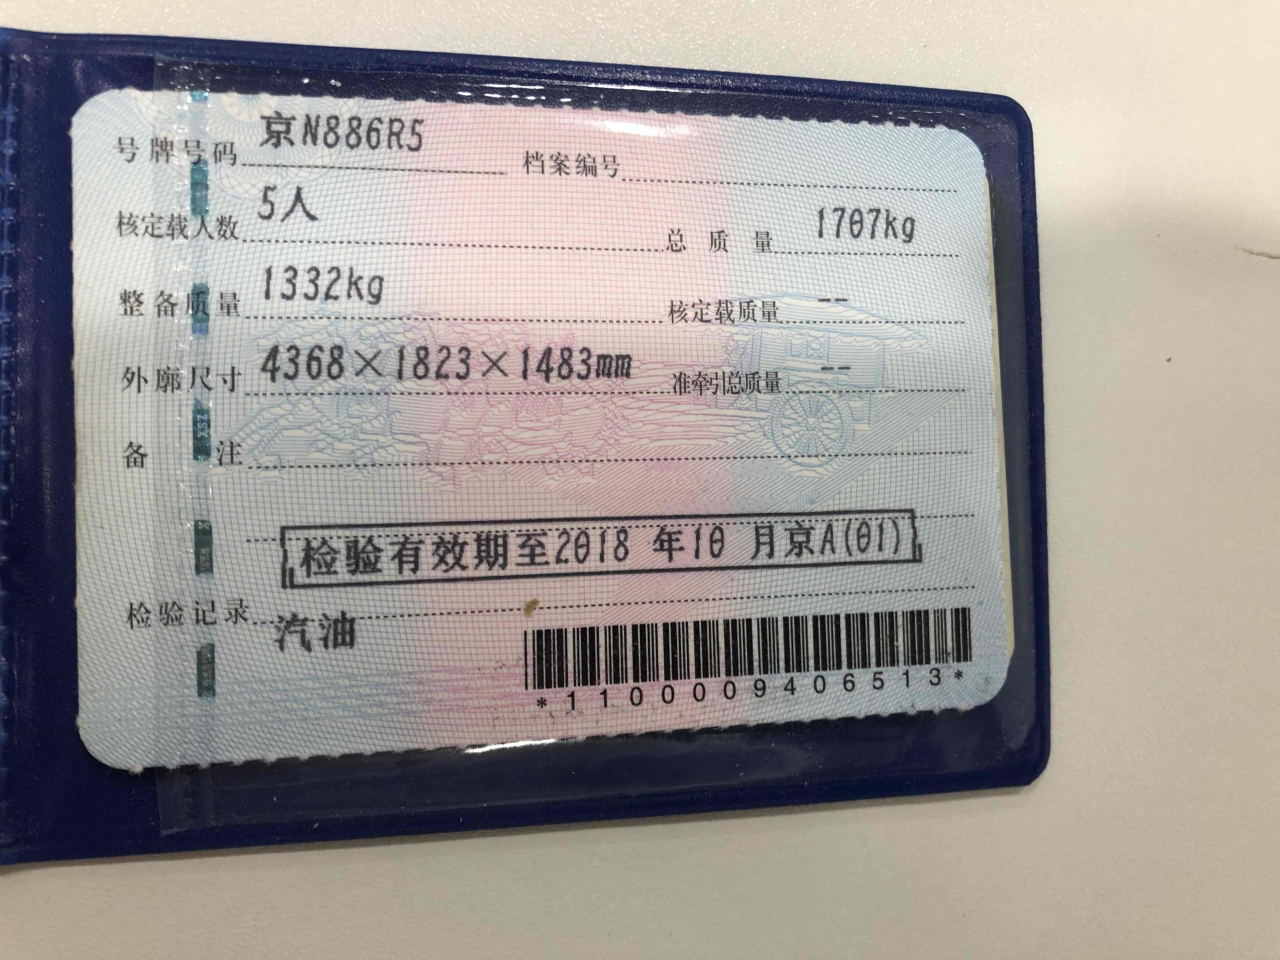 号牌号码 京N886R5 档案编号
核定载人数 5人 总质量 1707kg
整备质量 1332kg 核定载质量 --
外廓尺寸 4368×1823×1483mm 准牵引总质量 --
备注
检验有效期至2018 年10 月京A(01)
检验记录
汽油
*1100009406513*